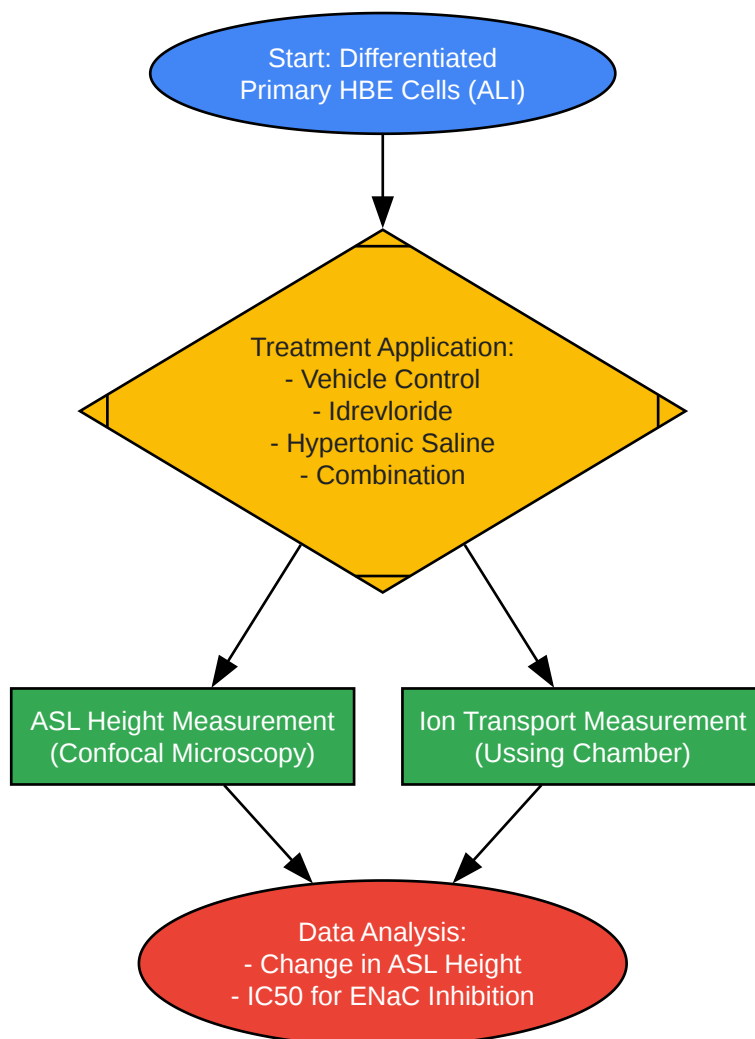 Start: Differentiated
Primary HBE Cells (ALI)
Treatment Application:
- Vehicle Control
- Idrevloride
- Hypertonic Saline
- Combination
ASL Height Measurement
(Confocal Microscopy)
Ion Transport Measurement
(Ussing Chamber)
Data Analysis:
- Change in ASL Height
- IC50 for ENaC Inhibition